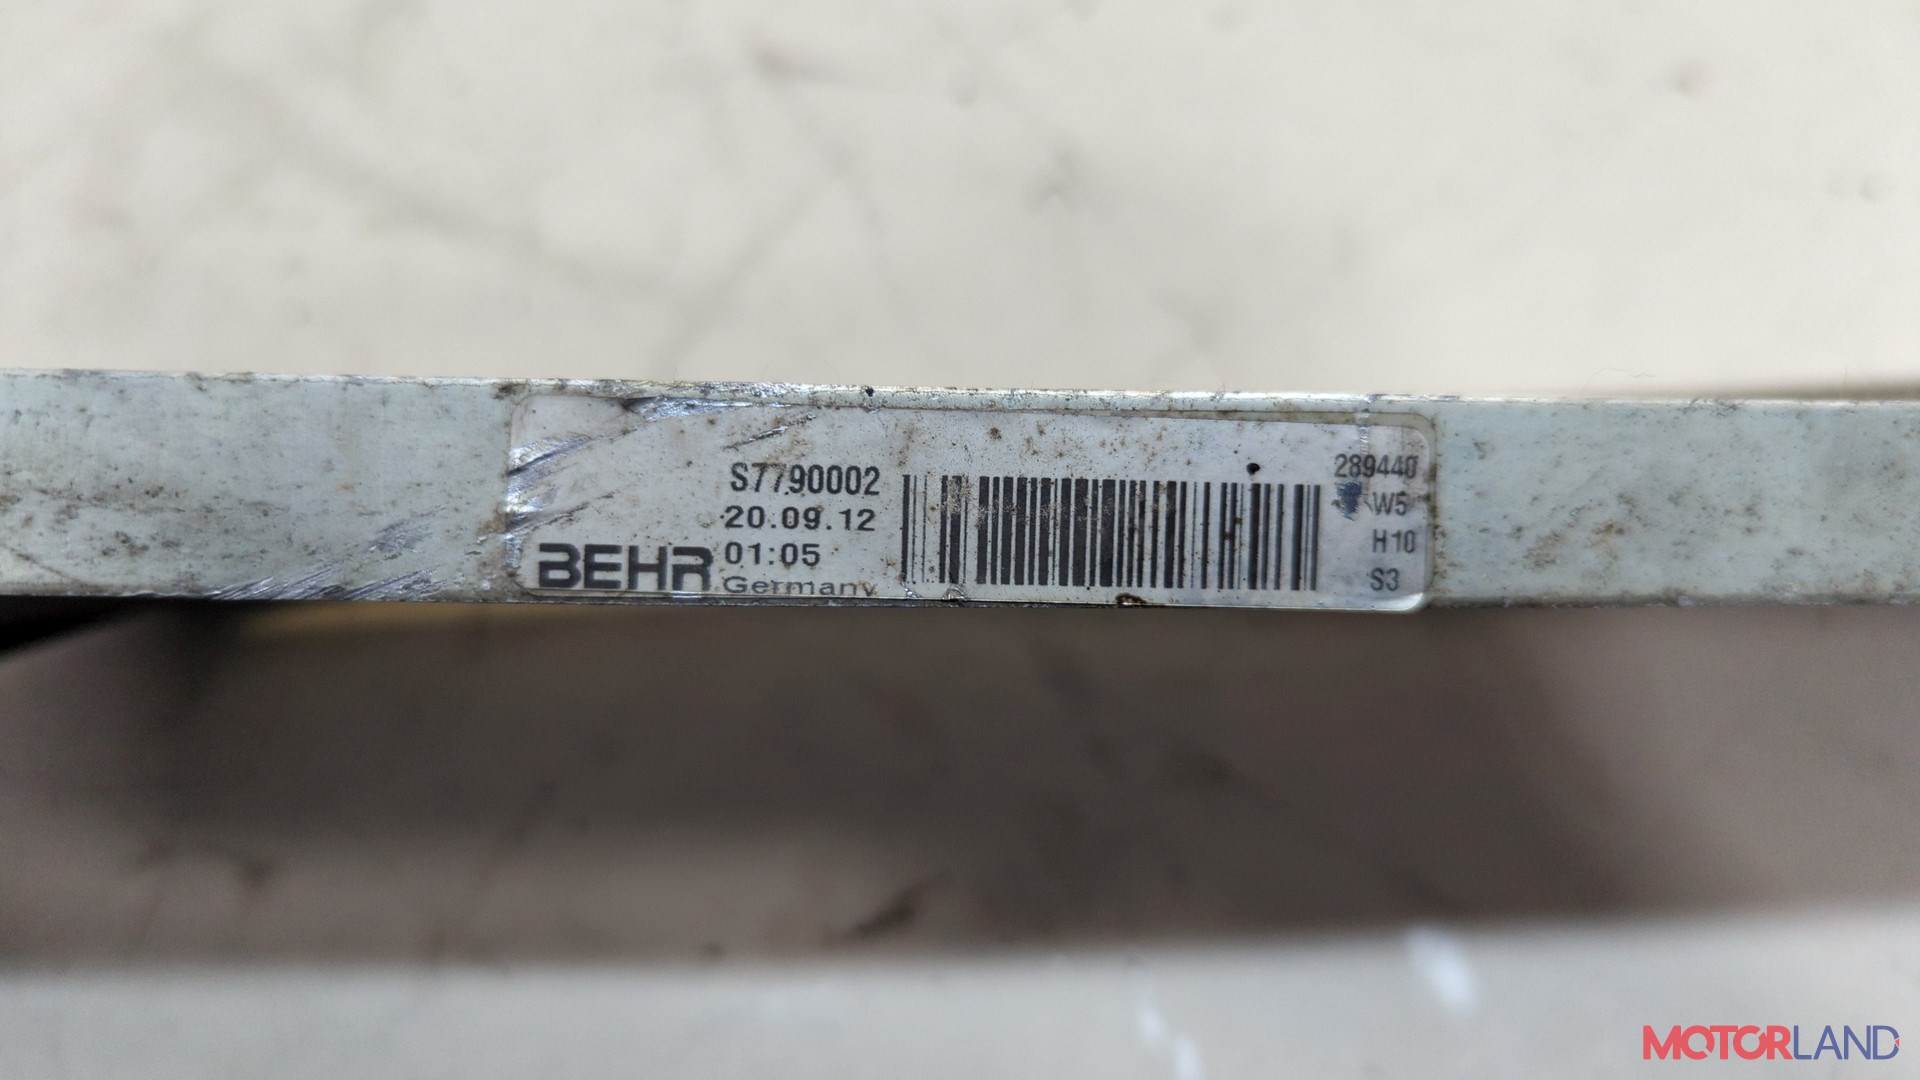 S7790002
20.09.12
01:05
BEHR
Germany
289440
W5
H10
S3
MOTORLAND